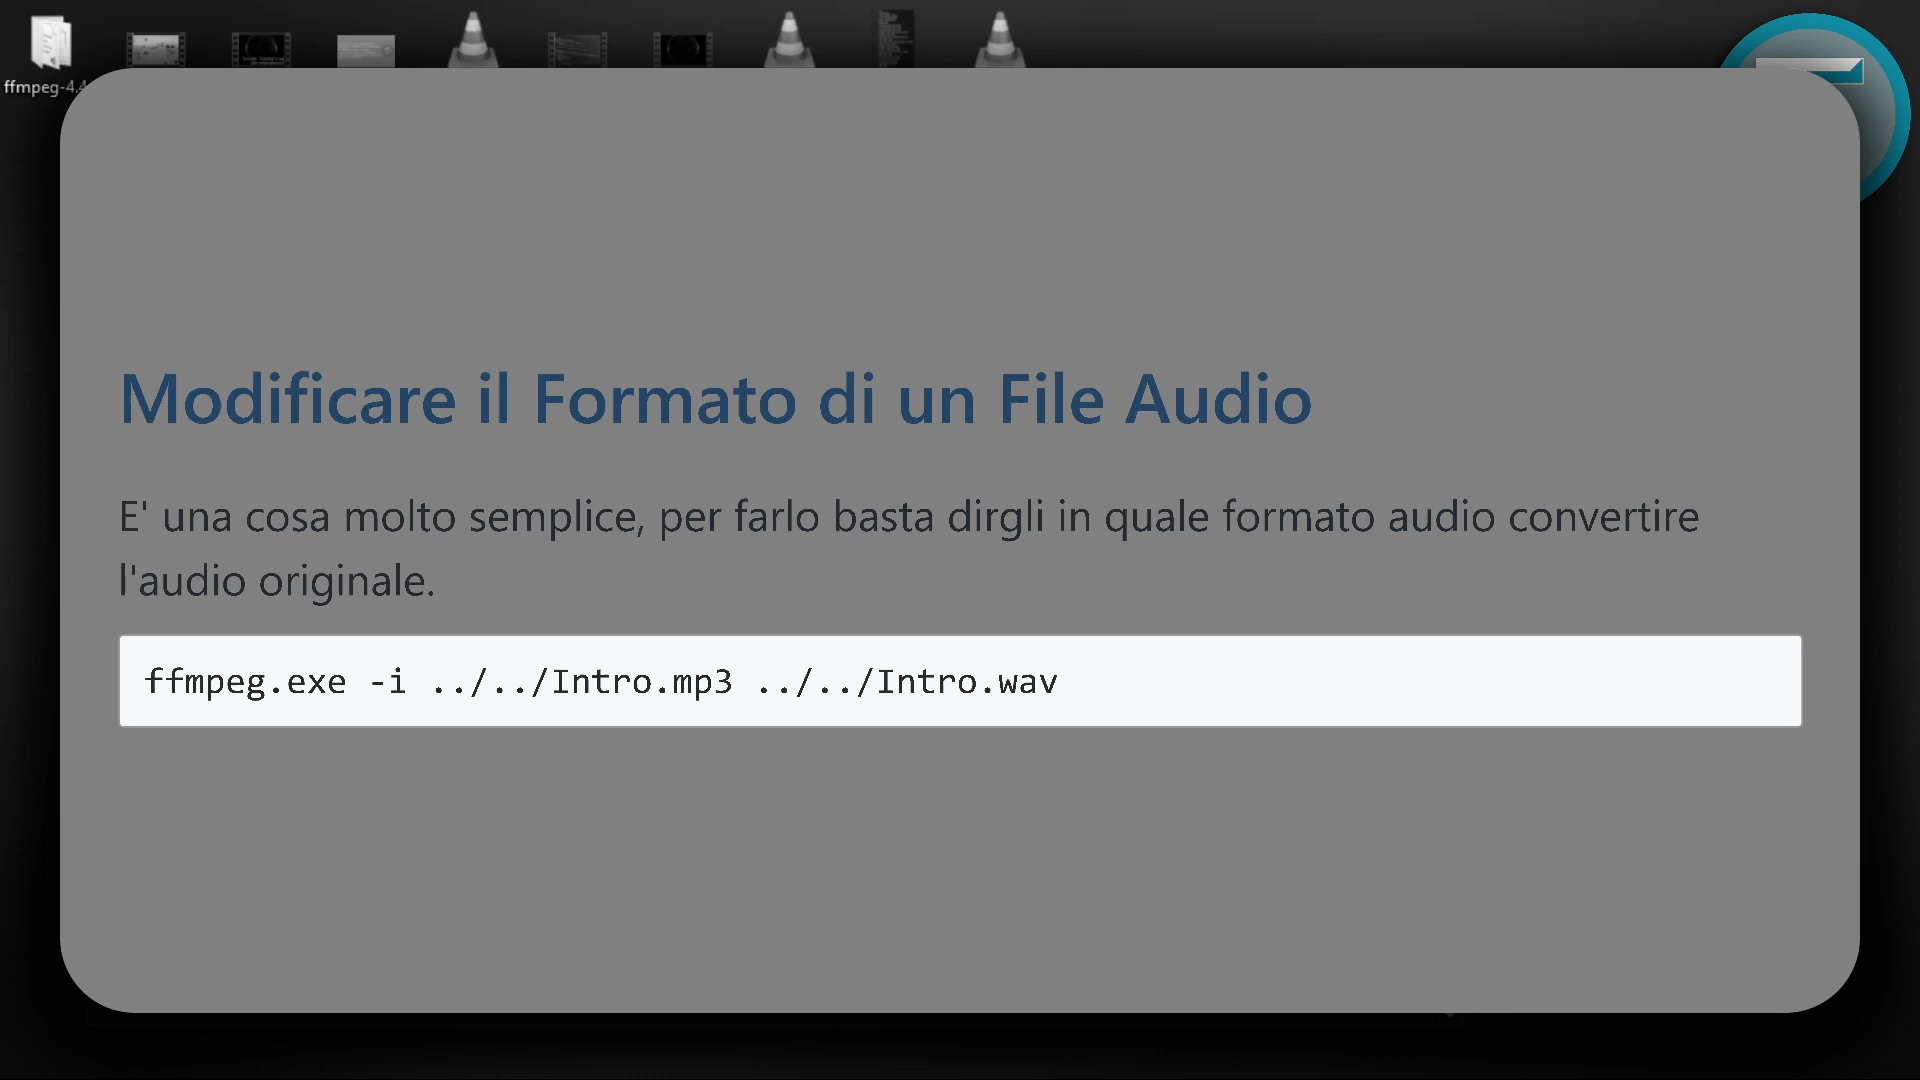 ffmpeg-4.4
Modificare il Formato di un File Audio
E' una cosa molto semplice, per farlo basta dirgli in quale formato audio convertire
l'audio originale.
ffmpeg.exe -i ../../Intro.mp3 ../../Intro.wav